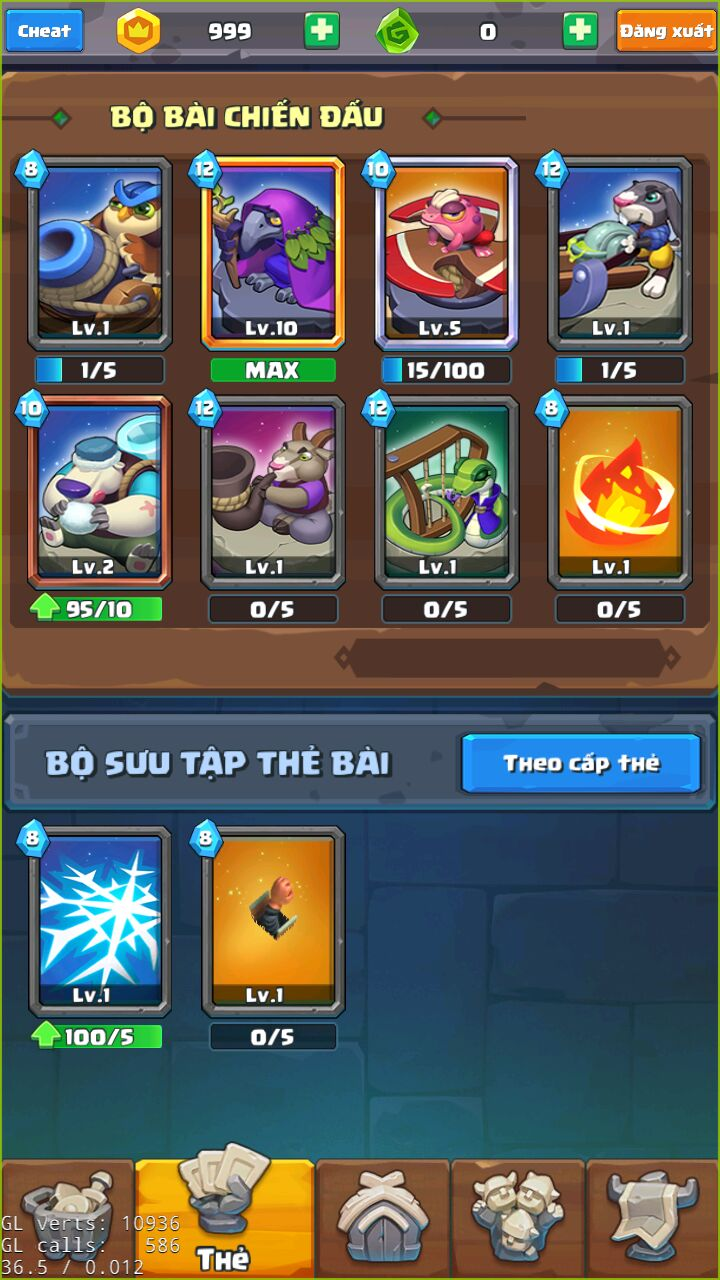 Cheat 999 0 Đăng xuất
BỘ BÀI CHIẾN ĐẤU
8 12 10 12
Lv.1 Lv.10 Lv.5 Lv.1
1/5 MAX 15/100 1/5
10 12 12 8
Lv.2 Lv.1 Lv.1 Lv.1
95/10 0/5 0/5 0/5
BỘ SƯU TẬP THẺ BÀI Theo cấp thẻ
8 8
Lv.1 Lv.1
100/5 0/5
GL verts: 10936
GL calls: 586
36.5 / 0.012
Thẻ